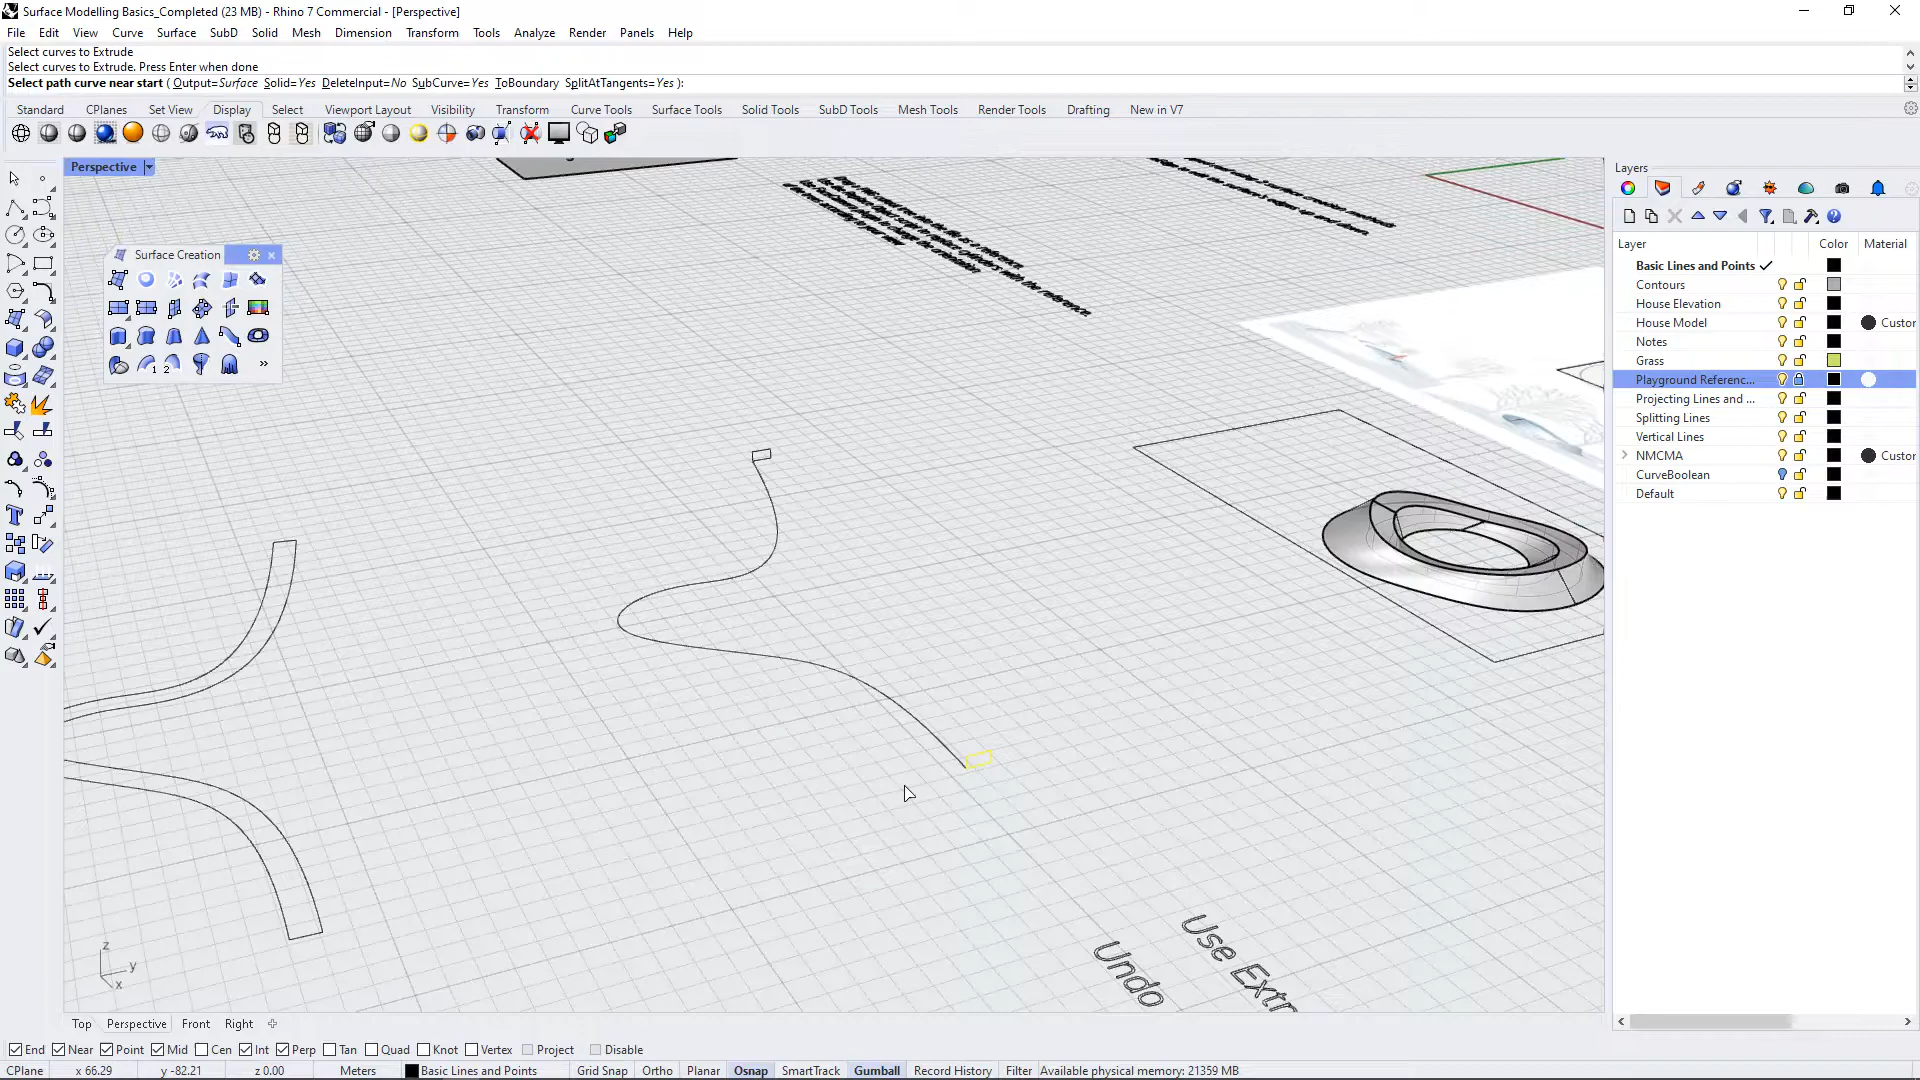 Surface Modelling Basics_Completed (23 MB) - Rhino 7 Commercial - [Perspective]
File Edit View Curve Surface SubD Solid Mesh Dimension Transform Tools Analyze Render Panels Help
Select curves to Extrude
Select curves to Extrude. Press Enter when done
Select path curve near start ( Output=Surface Solid=Yes DeleteInput=No SubCurve=Yes ToBoundary SplitAtTangents=Yes ):
Standard CPlanes Set View Display Select Viewport Layout Visibility Transform Curve Tools Surface Tools Solid Tools SubD Tools Mesh Tools Render Tools Drafting New in V7
Perspective
Layers
Surface Creation
Layer Color Material
Basic Lines and Points
Contours
House Elevation
House Model Custor
Notes
Grass
Playground Referenc...
Projecting Lines and ...
Splitting Lines
Vertical Lines
NMCMA Custor
CurveBoolean
Default
1 2
Use Extr
Undo
z
y
x
Top Perspective Front Right
End Near Point Mid Cen Int Perp Tan Quad Knot Vertex Project Disable
CPlane x 66.29 y -82.21 z 0.00 Meters Basic Lines and Points Grid Snap Ortho Planar Osnap SmartTrack Gumball Record History Filter Available physical memory: 21359 MB